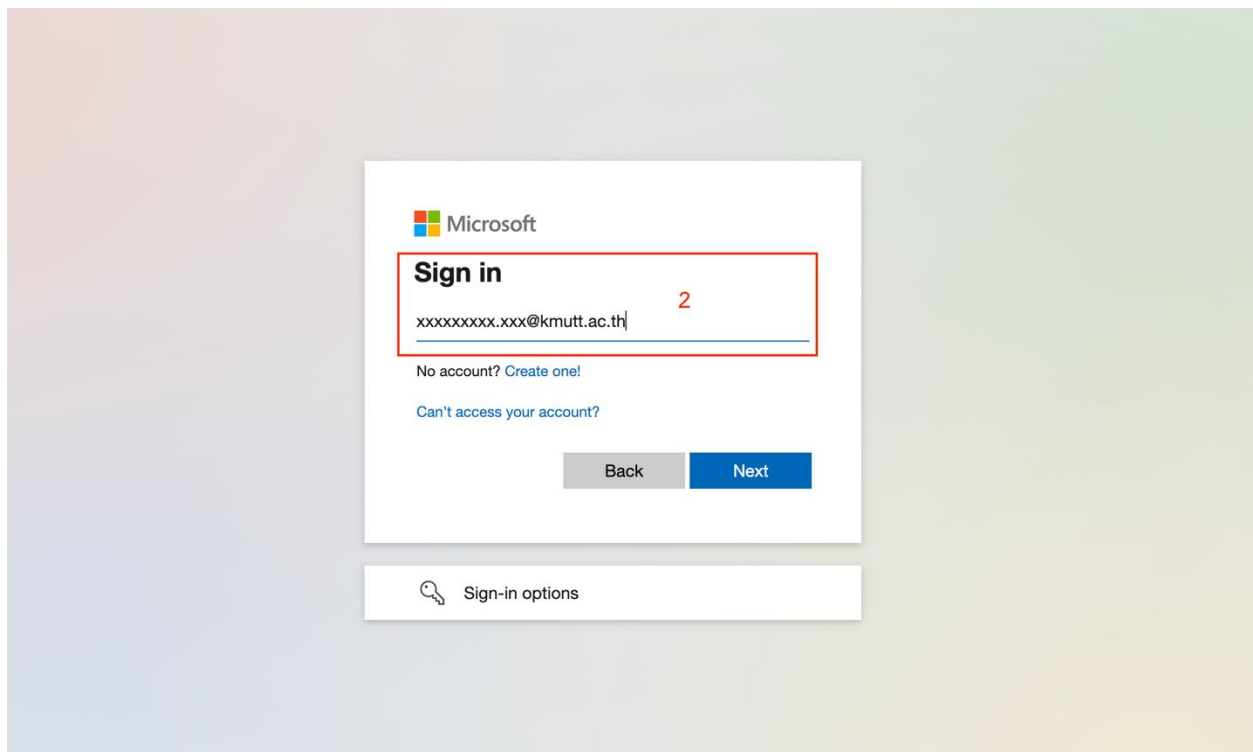 Microsoft
Sign in
2
xxxxxxxxx.xxx@kmutt.ac.th
No account? Create one!
Can't access your account?
Back
Next
Sign-in options